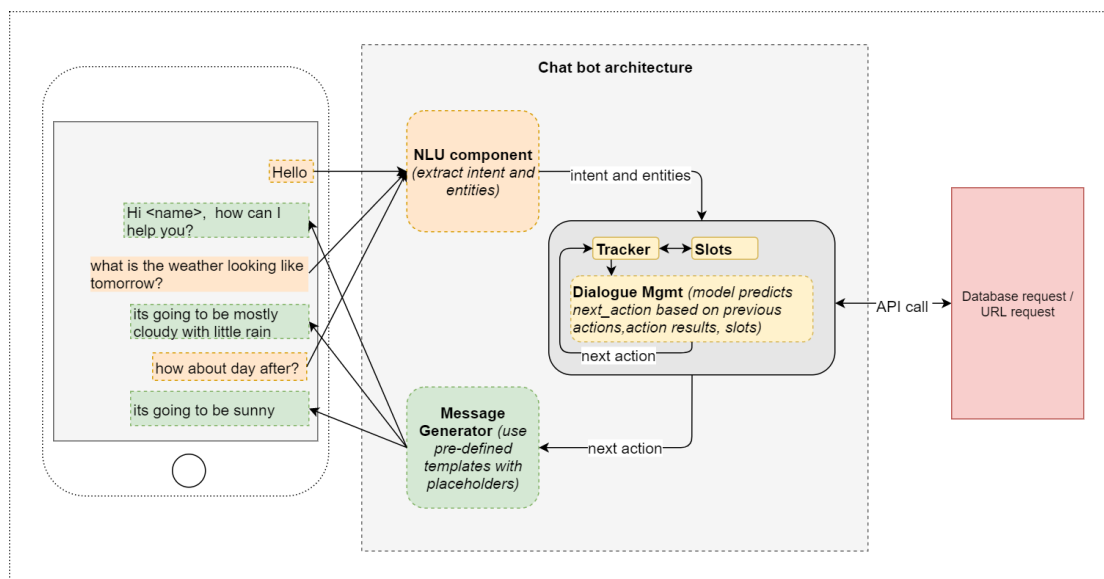 Chat bot architecture
Hello
Hi <name>,  how can I
help you?
what is the weather looking like
tomorrow?
its going to be mostly
cloudy with little rain
how about day after?
its going to be sunny
NLU component
(extract intent and
entities)
intent and entities
Tracker
Slots
Dialogue Mgmt (model predicts
next_action based on previous
actions,action results, slots)
next action
API call
Database request /
URL request
Message
Generator (use
pre-defined
templates with
placeholders)
next action